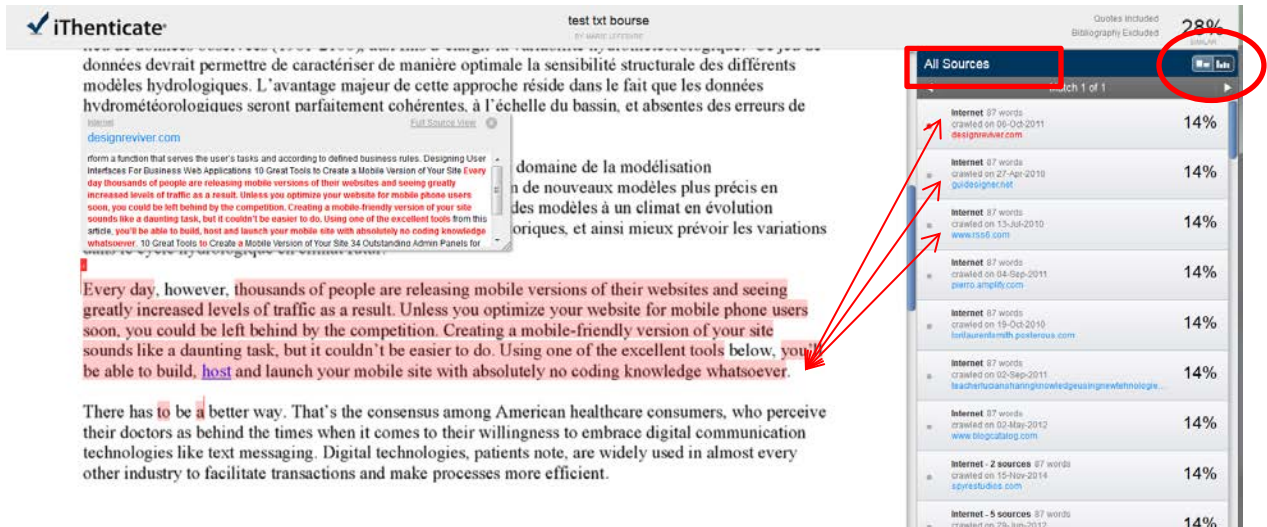 iThenticate
test txt bourse
BY MARIE LEFEBVRE
Quotes Included
Bibliography Excluded
28%
SIMILAR
données devrait permettre de caractériser de manière optimale la sensibilité structurale des différents
modèles hydrologiques. L’avantage majeur de cette approche réside dans le fait que les données
hydrométéorologiques seront parfaitement cohérentes, à l’échelle du bassin, et absentes des erreurs de
Internet
Full Source View
designreviver.com
rform a function that serves the user's tasks and according to defined business rules. Designing User
Interfaces For Business Web Applications 10 Great Tools to Create a Mobile Version of Your Site Every
day thousands of people are releasing mobile versions of their websites and seeing greatly
increased levels of traffic as a result. Unless you optimize your website for mobile phone users
soon, you could be left behind by the competition. Creating a mobile-friendly version of your site
sounds like a daunting task, but it couldn't be easier to do. Using one of the excellent tools from this
article, you'll be able to build, host and launch your mobile site with absolutely no coding knowledge
whatsoever. 10 Great Tools to Create a Mobile Version of Your Site 34 Outstanding Admin Panels for
domaine de la modélisation
de nouveaux modèles plus précis en
des modèles à un climat en évolution
oriques, et ainsi mieux prévoir les variations
dans le cycle hydrologique en climat futur.
Every day, however, thousands of people are releasing mobile versions of their websites and seeing
greatly increased levels of traffic as a result. Unless you optimize your website for mobile phone users
soon, you could be left behind by the competition. Creating a mobile-friendly version of your site
sounds like a daunting task, but it couldn’t be easier to do. Using one of the excellent tools below, you’ll
be able to build, host and launch your mobile site with absolutely no coding knowledge whatsoever.
There has to be a better way. That’s the consensus among American healthcare consumers, who perceive
their doctors as behind the times when it comes to their willingness to embrace digital communication
technologies like text messaging. Digital technologies, patients note, are widely used in almost every
other industry to facilitate transactions and make processes more efficient.
All Sources
Match 1 of 1
Internet 87 words
crawled on 06-Oct-2011
designreviver.com
14%
Internet 87 words
crawled on 27-Apr-2010
guidesigner.net
14%
Internet 87 words
crawled on 13-Jul-2010
www.rss6.com
14%
Internet 87 words
crawled on 04-Sep-2011
pierro.amplify.com
14%
Internet 87 words
crawled on 19-Oct-2010
lorilaurentsmith.posterous.com
14%
Internet 87 words
crawled on 02-Sep-2011
teacherluciansharingknowledgeusingnewtehnologie...
14%
Internet 87 words
crawled on 02-May-2012
www.blogcatalog.com
14%
Internet - 2 sources 87 words
crawled on 15-Nov-2014
spyrestudios.com
14%
Internet - 5 sources 87 words
crawled on 29-Jun-2012
14%